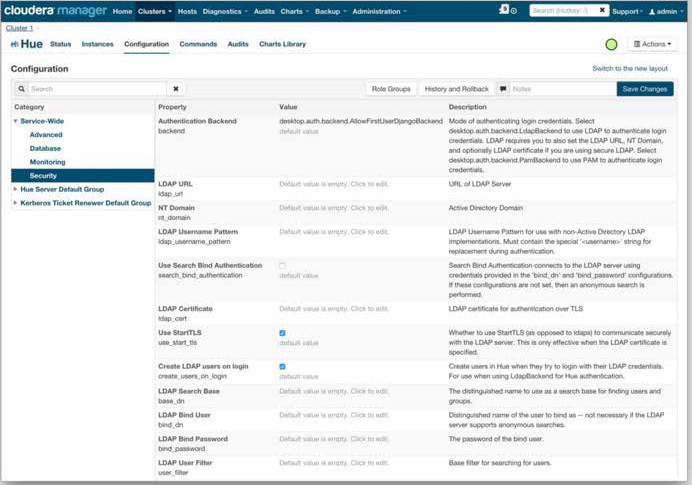 cloudera manager Home Clusters Hosts Diagnostics Audits Charts Backup Administration Search (Hotkey: /) Support admin
Cluster 1
Hue Status Instances Configuration Commands Audits Charts Library Actions
Configuration Switch to the new layout
Search Role Groups History and Rollback Notes Save Changes
Category Property Value Description
Service-Wide
Advanced
Database
Monitoring
Security
Hue Server Default Group
Kerberos Ticket Renewer Default Group
Authentication Backend
backend
desktop.auth.backend.AllowFirstUserDjangoBackend
default value
Mode of authenticating login credentials. Select
desktop.auth.backend.LdapBackend to use LDAP to authenticate login
credentials. LDAP requires you to also set the LDAP URL, NT Domain,
and optionally LDAP certificate if you are using secure LDAP. Select
desktop.auth.backend.PamBackend to use PAM to authenticate login
credentials.
LDAP URL Default value is empty. Click to edit. URL of LDAP Server
ldap_url
NT Domain Default value is empty. Click to edit. Active Directory Domain
nt_domain
LDAP Username Pattern Default value is empty. Click to edit.
ldap_username_pattern
LDAP Username Pattern for use with non-Active Directory LDAP
implementations. Must contain the special '<username>' string for
replacement during authentication.
Use Search Bind Authentication
search_bind_authentication default value
Search Bind Authentication connects to the LDAP server using
credentials provided in the 'bind_dn' and 'bind_password' configurations.
If these configurations are not set, then an anonymous search is
performed.
LDAP Certificate Default value is empty. Click to edit. LDAP certificate for authentication over TLS
ldap_cert
Use StartTLS
use_start_tls default value
Whether to use StartTLS (as opposed to ldaps) to communicate securely
with the LDAP server. This is only effective when the LDAP certificate is
specified.
Create LDAP users on login
create_users_on_login default value
Create users in Hue when they try to login with their LDAP credentials.
For use when using LdapBackend for Hue authentication.
LDAP Search Base Default value is empty. Click to edit.
base_dn
The distinguished name to use as a search base for finding users and
groups.
LDAP Bind User Default value is empty. Click to edit.
bind_dn
Distinguished name of the user to bind as -- not necessary if the LDAP
server supports anonymous searches.
LDAP Bind Password Default value is empty. Click to edit. The password of the bind user.
bind_password
LDAP User Filter Default value is empty. Click to edit. Base filter for searching for users.
user_filter